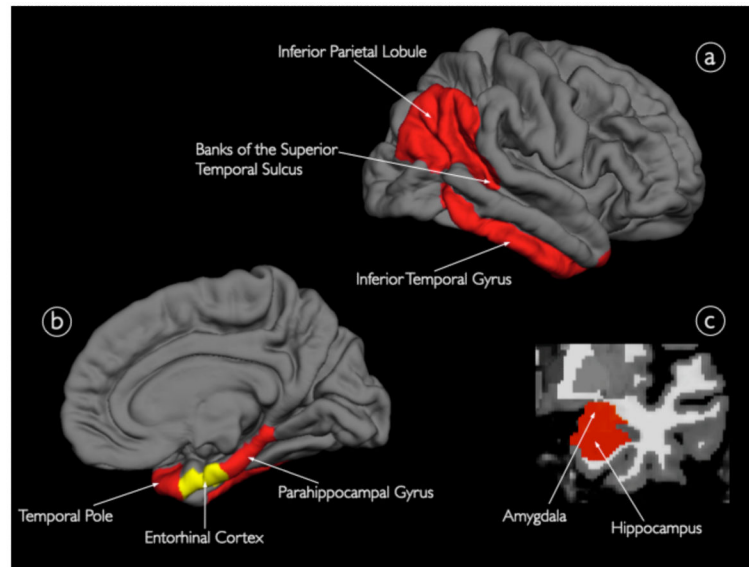 Inferior Parietal Lobule
a
Banks of the Superior
Temporal Sulcus
Inferior Temporal Gyrus
b
c
Parahippocampal Gyrus
Temporal Pole
Entorhinal Cortex
Amygdala
Hippocampus